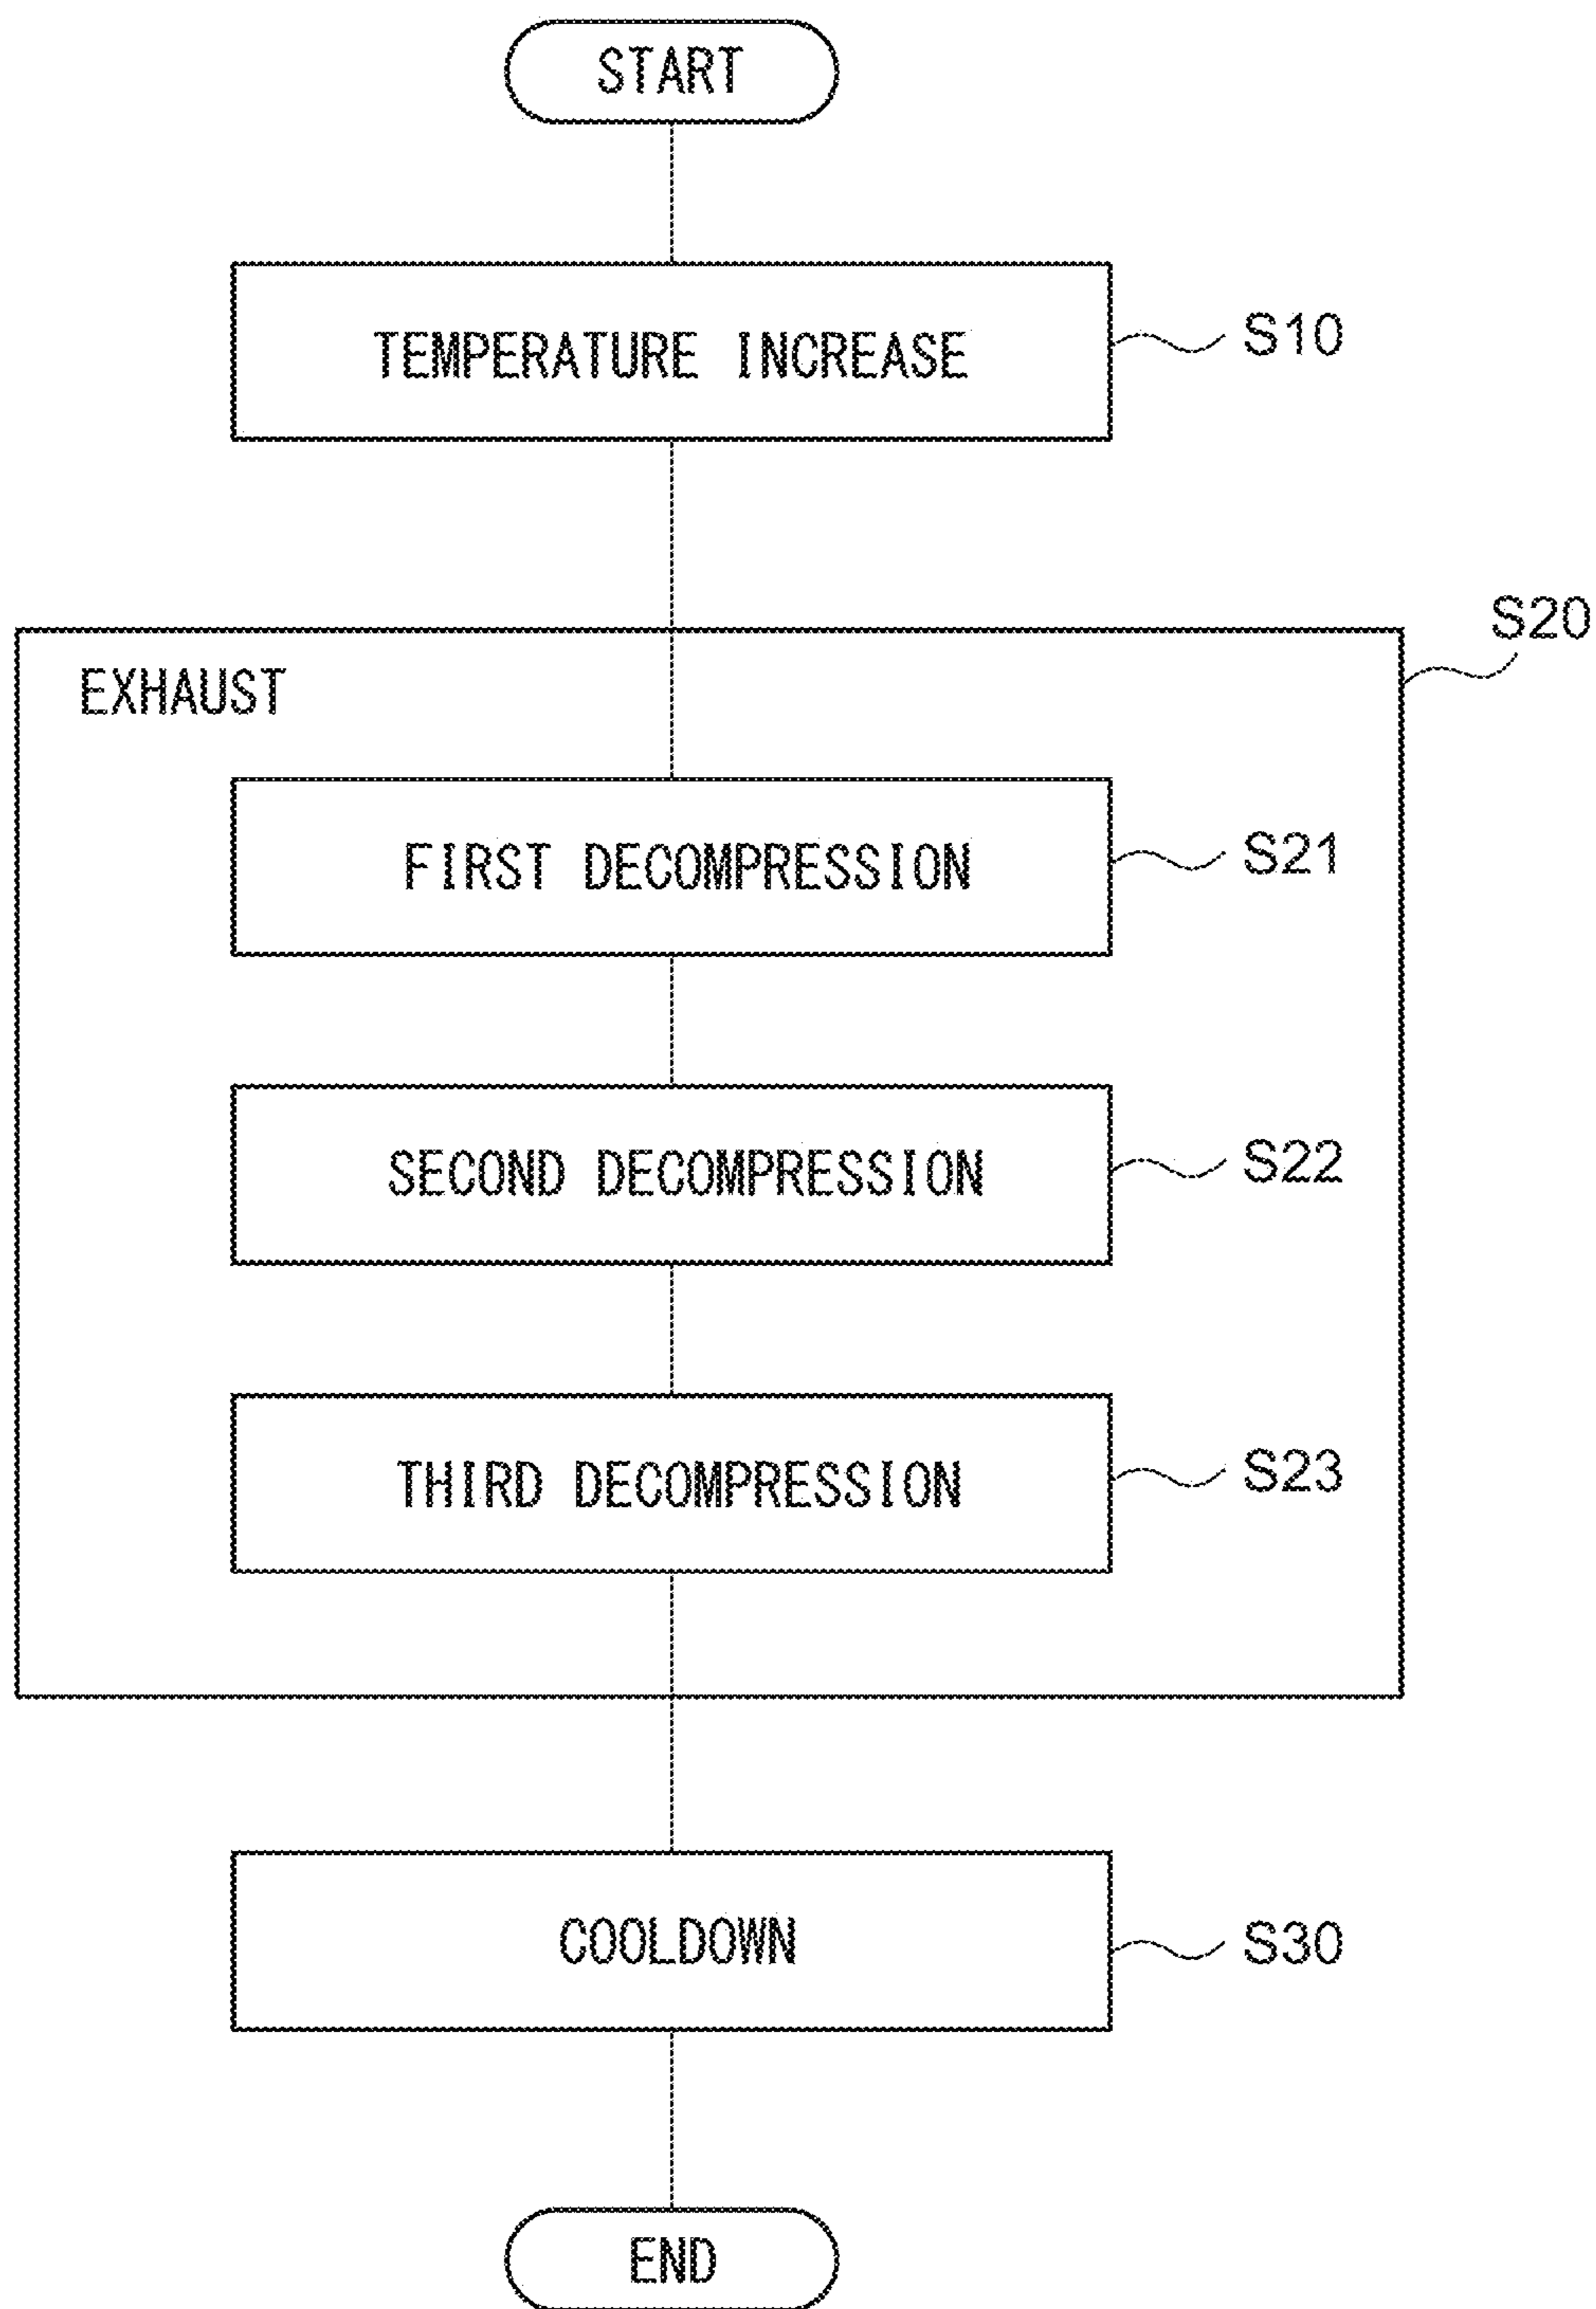 START
TEMPERATURE INCREASE
S10
S20
EXHAUST
FIRST DECOMPRESSION
S21
SECOND DECOMPRESSION
S22
THIRD DECOMPRESSION
S23
COOLDOWN
S30
END